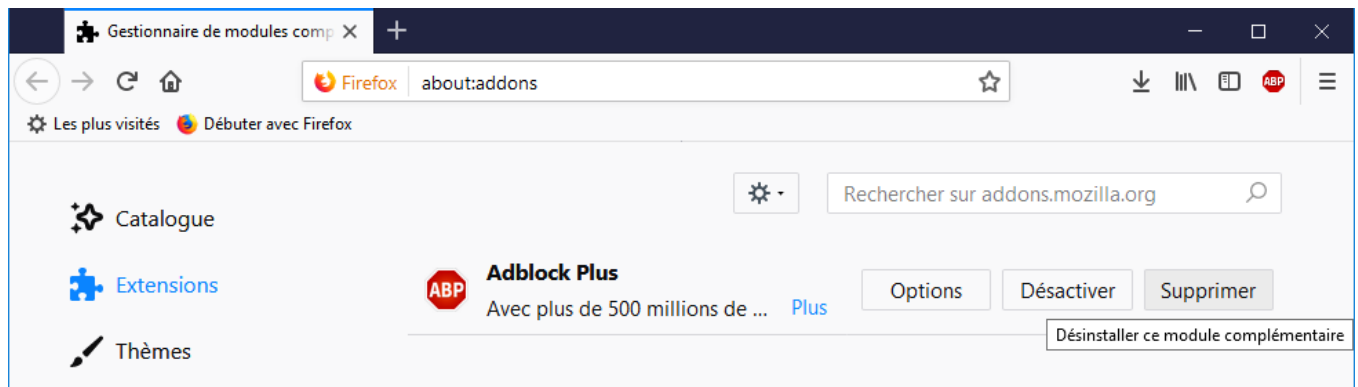 Gestionnaire de modules comp
Firefox about:addons ABP
Les plus visités Débuter avec Firefox
Rechercher sur addons.mozilla.org
Catalogue
Extensions
Thèmes
ABP
Adblock Plus
Avec plus de 500 millions de ... Plus
Options Désactiver Supprimer
Désinstaller ce module complémentaire